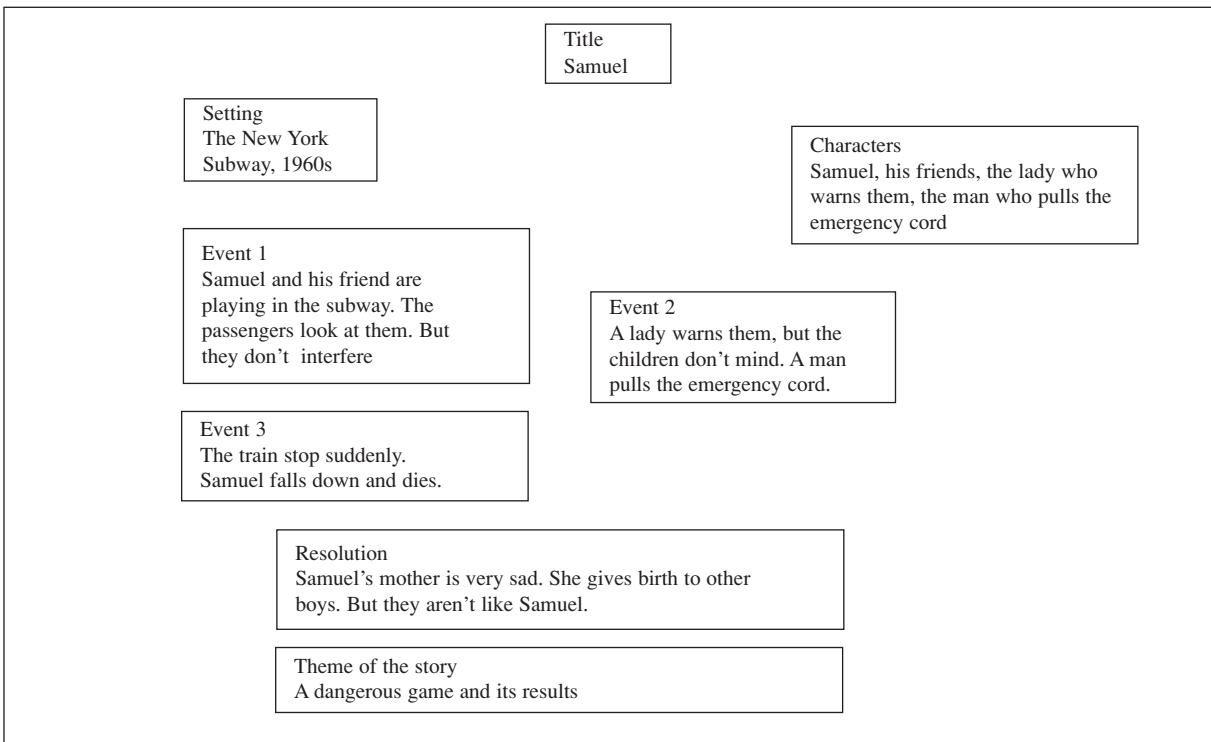 Title
Samuel
Setting
The New York
Subway, 1960s
Characters
Samuel, his friends, the lady who
warns them, the man who pulls the
emergency cord
Event 1
Samuel and his friend are
playing in the subway. The
passengers look at them. But
they don’t  interfere
Event 2
A lady warns them, but the
children don’t mind. A man
pulls the emergency cord.
Event 3
The train stop suddenly.
Samuel falls down and dies.
Resolution
Samuel’s mother is very sad. She gives birth to other
boys. But they aren’t like Samuel.
Theme of the story
A dangerous game and its results